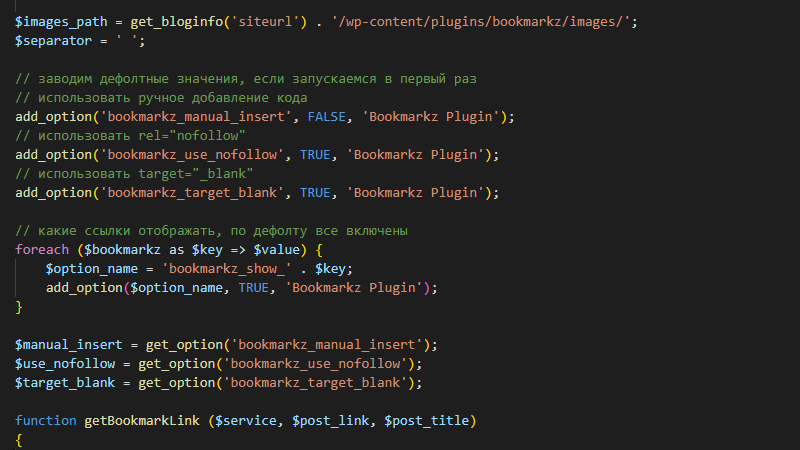 $images_path = get_bloginfo('siteurl') . '/wp-content/plugins/bookmarkz/images/';
$separator = ' ';
// заводим дефолтные значения, если запускаемся в первый раз
// использовать ручное добавление кода
add_option('bookmarkz_manual_insert', FALSE, 'Bookmarkz Plugin');
// использовать rel="nofollow"
add_option('bookmarkz_use_nofollow', TRUE, 'Bookmarkz Plugin');
// использовать target="_blank"
add_option('bookmarkz_target_blank', TRUE, 'Bookmarkz Plugin');
// какие ссылки отображать, по дефолту все включены
foreach ($bookmarkz as $key => $value) {
    $option_name = 'bookmarkz_show_' . $key;
    add_option($option_name, TRUE, 'Bookmarkz Plugin');
}
$manual_insert = get_option('bookmarkz_manual_insert');
$use_nofollow = get_option('bookmarkz_use_nofollow');
$target_blank = get_option('bookmarkz_target_blank');
function getBookmarkLink ($service, $post_link, $post_title)
{